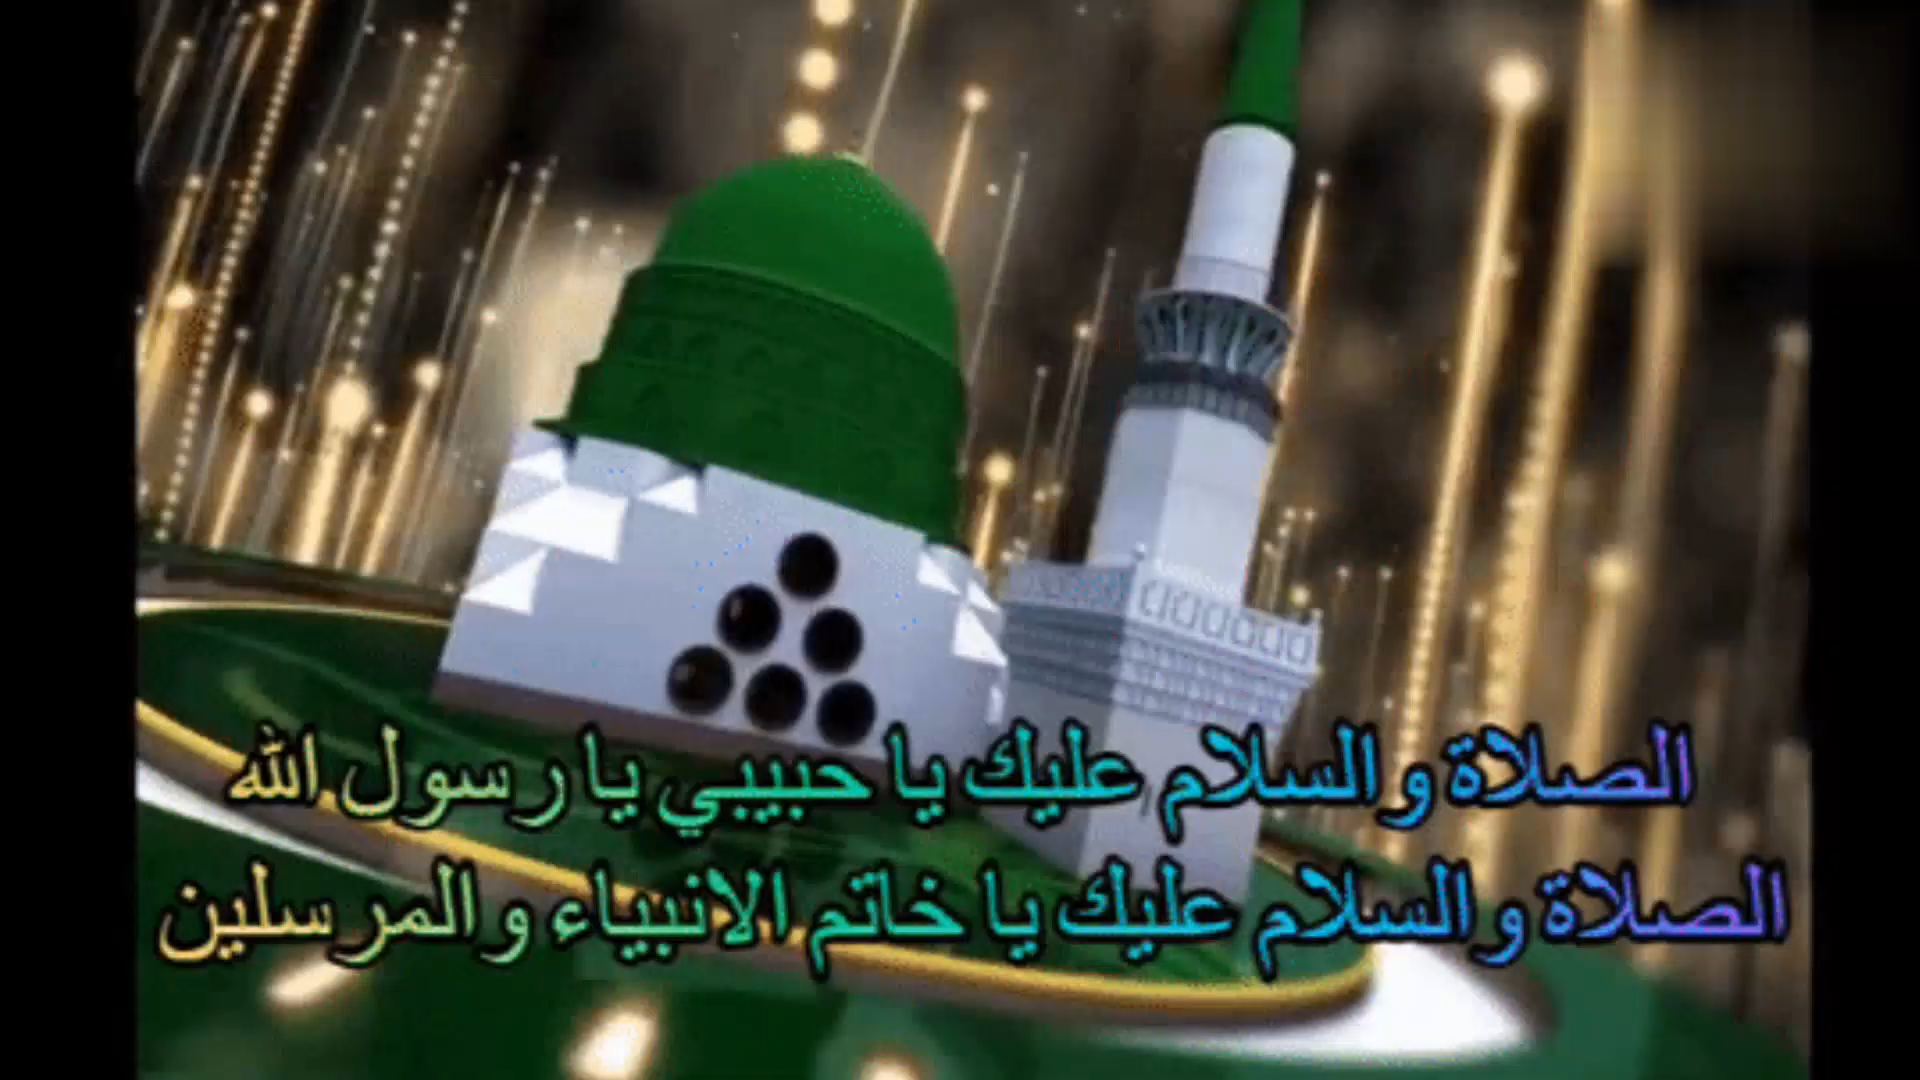 الصلاة والسلام عليك يا حبيبي يا رسول الله
الصلاة والسلام عليك يا خاتم الانبياء والمرسلين